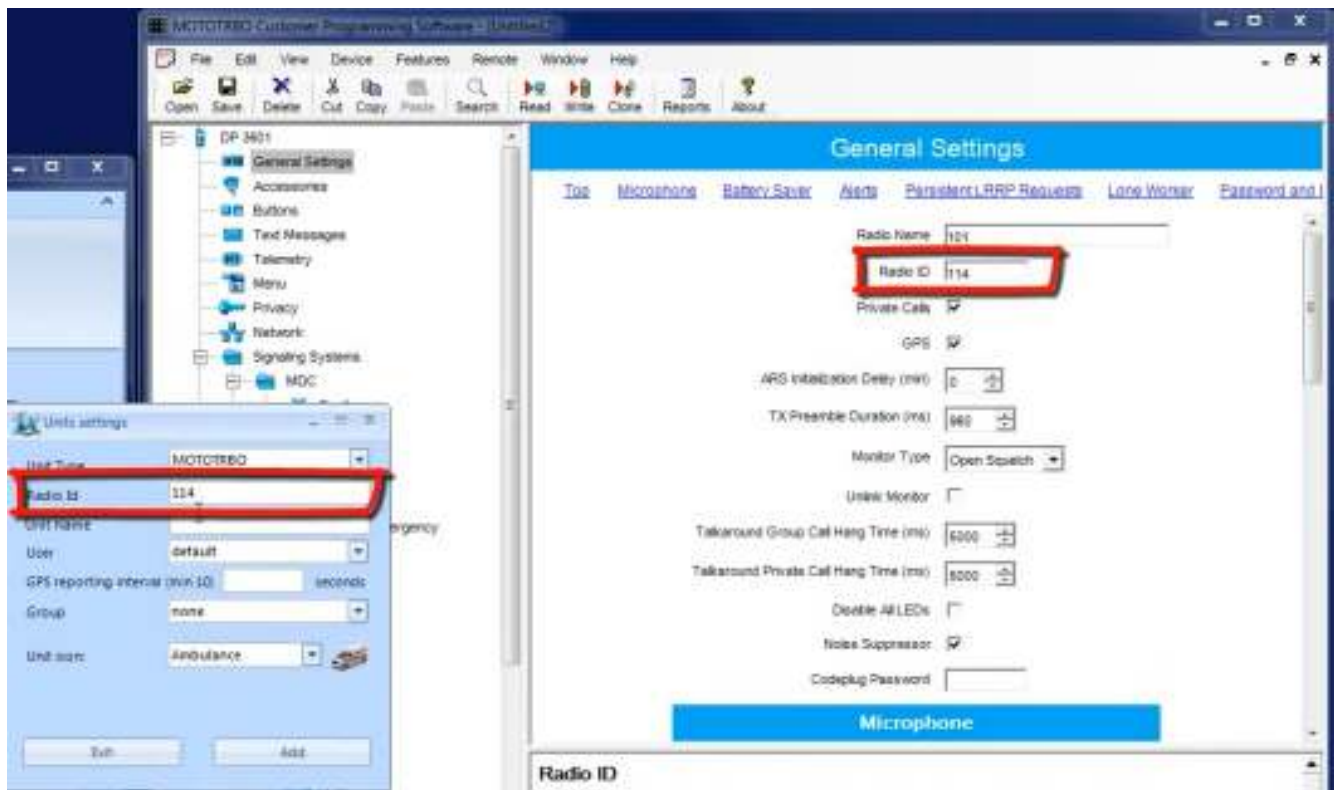 MOTOTRBO Customer Programming Software - [Untitled]
File Edit View Device Features Remote Window Help
Open Save Delete Cut Copy Paste Search Read Write Clone Reports About
DP 3601
General Settings
Accessories
Buttons
Text Messages
Telemetry
Menu
Privacy
Network
Signaling Systems
MDC
ergency
General Settings
Top Microphone Battery Saver Alerts Persistent LRRP Requests Lone Worker Password and
Radio Name 101
Radio ID 114
Private Calls
GPS
ARS Initialization Delay (min) 0
TX Preamble Duration (ms) 960
Monitor Type Open Squelch
Unlink Monitor
Talkaround Group Call Hang Time (ms)
Talkaround Private Call Hang Time (ms)
Disable All LEDs
Noise Suppressor
Codeplug Password
Microphone
Radio ID
Units settings
Unit Type MOTOTRBO
Radio Id 114
Unit Name
User default
GPS reporting interval (min 10) seconds
Group none
Unit sign: Ambulance
Exit Add